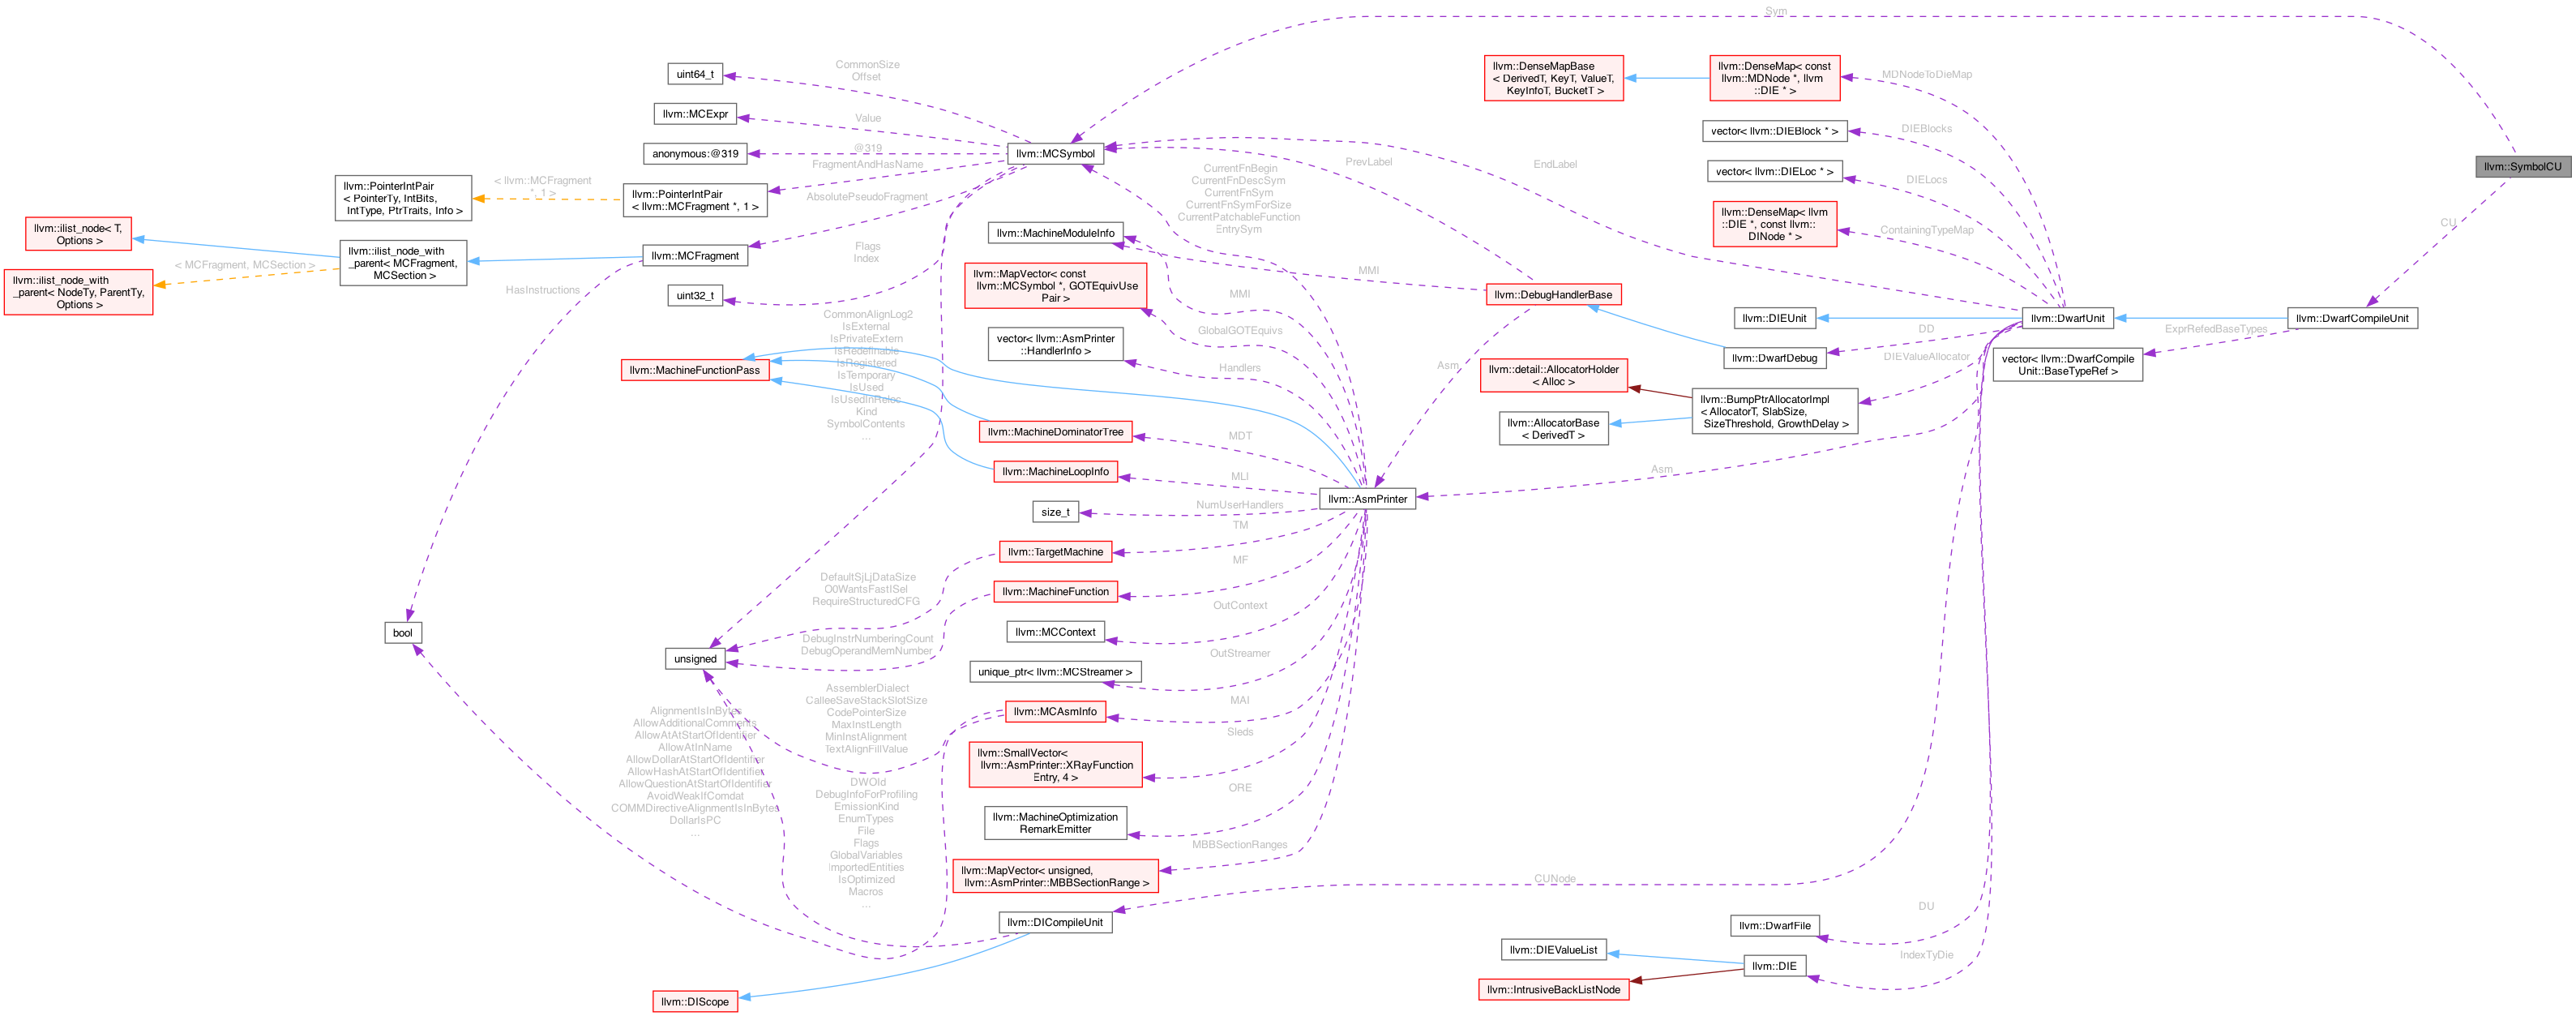 Sym
uint64_t
CommonSize
Offset
llvm::MCExpr
Value
anonymous:@319
@319
llvm::MCSymbol
FragmentAndHasName
llvm::PointerIntPair
< PointerTy, IntBits,
IntType, PtrTraits, Info >
< llvm::MCFragment
*, 1 >
llvm::PointerIntPair
< llvm::MCFragment *, 1 >
AbsolutePseudoFragment
llvm::ilist_node< T,
Options >
llvm::ilist_node_with
_parent< MCFragment,
MCSection >
llvm::MCFragment
llvm::ilist_node_with
_parent< NodeTy, ParentTy,
Options >
< MCFragment, MCSection >
Flags
Index
uint32_t
HasInstructions
CommonAlignLog2
IsExternal
IsPrivateExtern
IsRedefinable
IsRegistered
IsTemporary
IsUsed
IsUsedInReloc
Kind
SymbolContents
...
llvm::MachineFunctionPass
bool
unsigned
DefaultSjLjDataSize
O0WantsFastISel
RequireStructuredCFG
DebugInstrNumberingCount
DebugOperandMemNumber
AssemblerDialect
CalleeSaveStackSlotSize
CodePointerSize
MaxInstLength
MinInstAlignment
TextAlignFillValue
AlignmentIsInBytes
AllowAdditionalComments
AllowAtAtStartOfIdentifier
AllowAtInName
AllowDollarAtStartOfIdentifier
AllowHashAtStartOfIdentifier
AllowQuestionAtStartOfIdentifier
AvoidWeakIfComdat
COMMDirectiveAlignmentIsInBytes
DollarIsPC
...
DWOId
DebugInfoForProfiling
EmissionKind
EnumTypes
File
Flags
GlobalVariables
ImportedEntities
IsOptimized
Macros
...
llvm::DIScope
CurrentFnBegin
CurrentFnDescSym
CurrentFnSym
CurrentFnSymForSize
CurrentPatchableFunction
EntrySym
llvm::MachineModuleInfo
MMI
llvm::MapVector< const
llvm::MCSymbol *, GOTEquivUse
Pair >
GlobalGOTEquivs
vector< llvm::AsmPrinter
::HandlerInfo >
Handlers
llvm::MachineDominatorTree
MDT
llvm::MachineLoopInfo
MLI
size_t
NumUserHandlers
llvm::TargetMachine
TM
llvm::MachineFunction
MF
llvm::MCContext
OutContext
unique_ptr< llvm::MCStreamer >
OutStreamer
llvm::MCAsmInfo
MAI
llvm::SmallVector<
llvm::AsmPrinter::XRayFunction
Entry, 4 >
Sleds
llvm::MachineOptimization
RemarkEmitter
ORE
llvm::MapVector< unsigned,
llvm::AsmPrinter::MBBSectionRange >
MBBSectionRanges
llvm::DICompileUnit
CUNode
PrevLabel
MMI
Asm
llvm::AsmPrinter
EndLabel
llvm::DebugHandlerBase
llvm::DenseMapBase
< DerivedT, KeyT, ValueT,
KeyInfoT, BucketT >
llvm::DenseMap< const
llvm::MDNode *, llvm
::DIE * >
MDNodeToDieMap
vector< llvm::DIEBlock * >
DIEBlocks
vector< llvm::DIELoc * >
DIELocs
llvm::DenseMap< llvm
::DIE *, const llvm::
DINode * >
ContainingTypeMap
llvm::DIEUnit
llvm::DwarfDebug
DD
DIEValueAllocator
llvm::detail::AllocatorHolder
< Alloc >
llvm::AllocatorBase
< DerivedT >
llvm::BumpPtrAllocatorImpl
< AllocatorT, SlabSize,
SizeThreshold, GrowthDelay >
Asm
llvm::DwarfUnit
llvm::DwarfCompileUnit
ExprRefedBaseTypes
vector< llvm::DwarfCompile
Unit::BaseTypeRef >
llvm::SymbolCU
CU
llvm::DwarfFile
DU
llvm::DIEValueList
llvm::DIE
IndexTyDie
llvm::IntrusiveBackListNode